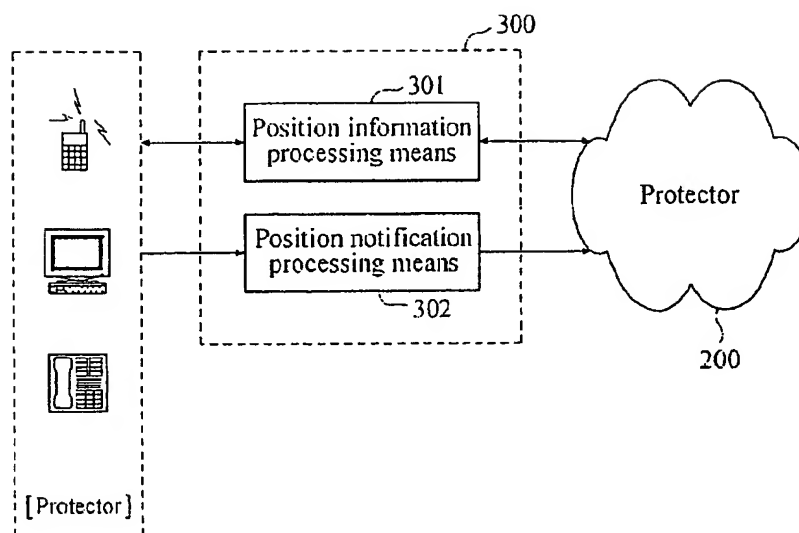 300
301
Position information
processing means
Protector
Position notification
processing means
302
200
[Protector]